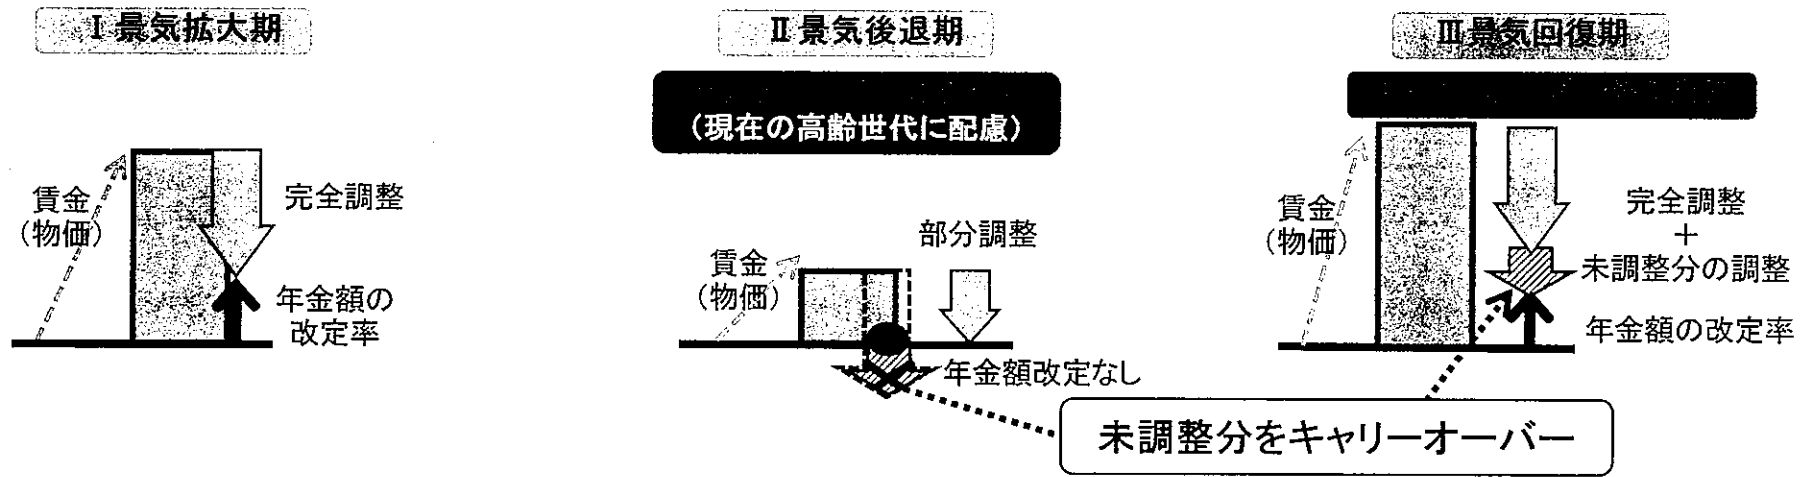 Ⅰ景気拡大期
賃金
(物価)
完全調整
年金額の
改定率
Ⅱ景気後退期
(現在の高齢世代に配慮)
賃金
(物価)
部分調整
年金額改定なし
Ⅲ景気回復期
賃金
(物価)
完全調整
+
未調整分の調整
年金額の改定率
未調整分をキャリーオーバー